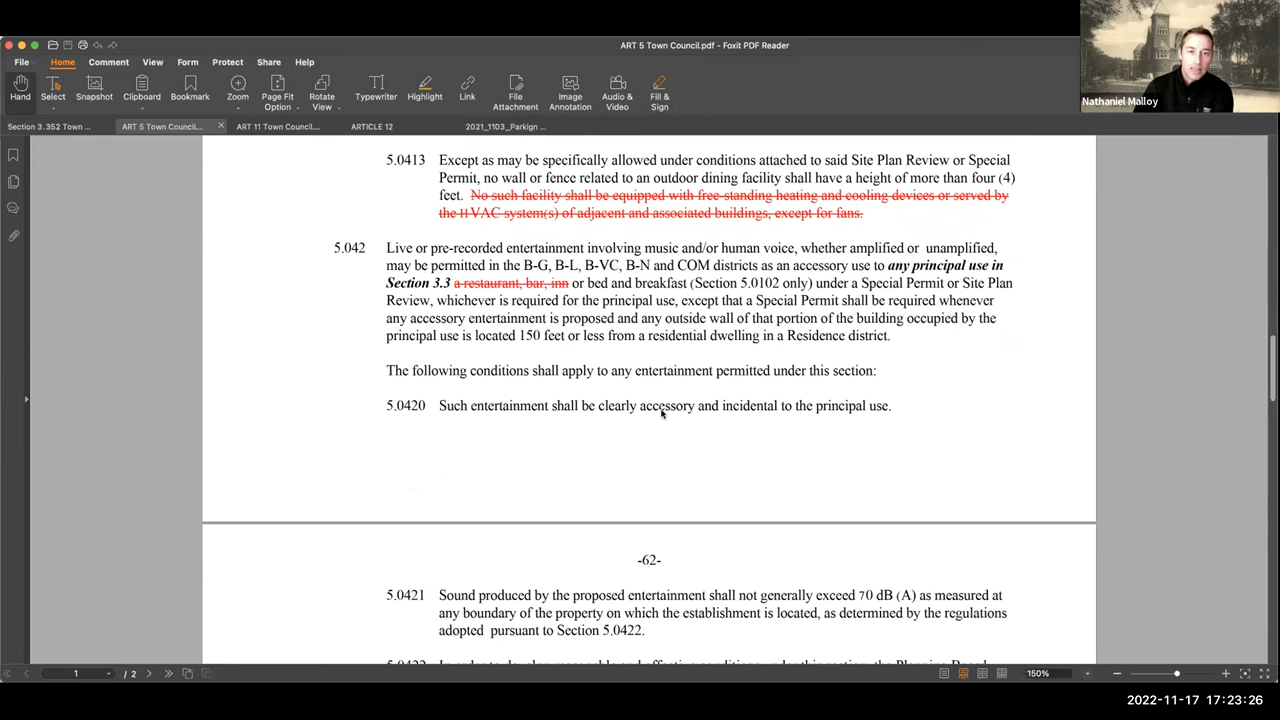 ART 5 Town Council.pdf - Foxit PDF Reader
File Home Comment View Form Protect Share Help
Hand Select Snapshot Clipboard Bookmark Zoom Page Fit Option Rotate View Typewriter Highlight Link File Attachment Image Annotation Audio & Video Fill & Sign
Nathaniel Malloy
Section 3.352 Town ... ART 5 Town Council.... ART 11 Town Council.... ARTICLE 12 2021_1103_Parkign ...
5.0413 Except as may be specifically allowed under conditions attached to said Site Plan Review or Special
Permit, no wall or fence related to an outdoor dining facility shall have a height of more than four (4)
feet. No such facility shall be equipped with free-standing heating and cooling devices or served by
the HVAC system(s) of adjacent and associated buildings, except for fans.
5.042 Live or pre-recorded entertainment involving music and/or human voice, whether amplified or unamplified,
may be permitted in the B-G, B-L, B-VC, B-N and COM districts as an accessory use to any principal use in
Section 3.3 a restaurant, bar, inn or bed and breakfast (Section 5.0102 only) under a Special Permit or Site Plan
Review, whichever is required for the principal use, except that a Special Permit shall be required whenever
any accessory entertainment is proposed and any outside wall of that portion of the building occupied by the
principal use is located 150 feet or less from a residential dwelling in a Residence district.
The following conditions shall apply to any entertainment permitted under this section:
5.0420 Such entertainment shall be clearly accessory and incidental to the principal use.
-62-
5.0421 Sound produced by the proposed entertainment shall not generally exceed 70 dB (A) as measured at
any boundary of the property on which the establishment is located, as determined by the regulations
adopted pursuant to Section 5.0422.
1 / 2 150%
2022-11-17 17:23:26